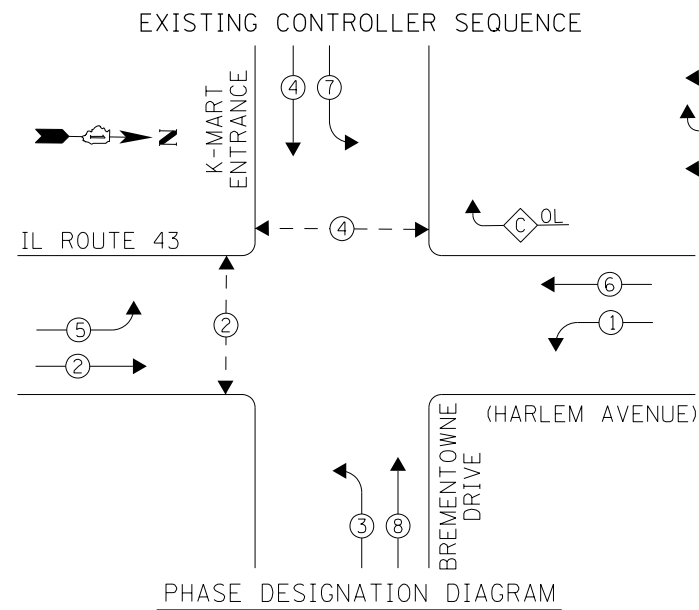 EXISTING CONTROLLER SEQUENCE
4
7
K-MART
ENTRANCE
N
C
OL
4
IL ROUTE 43
6
5
2
1
2
(HARLEM AVENUE)
BREMENTOWNE
DRIVE
3
8
PHASE DESIGNATION DIAGRAM